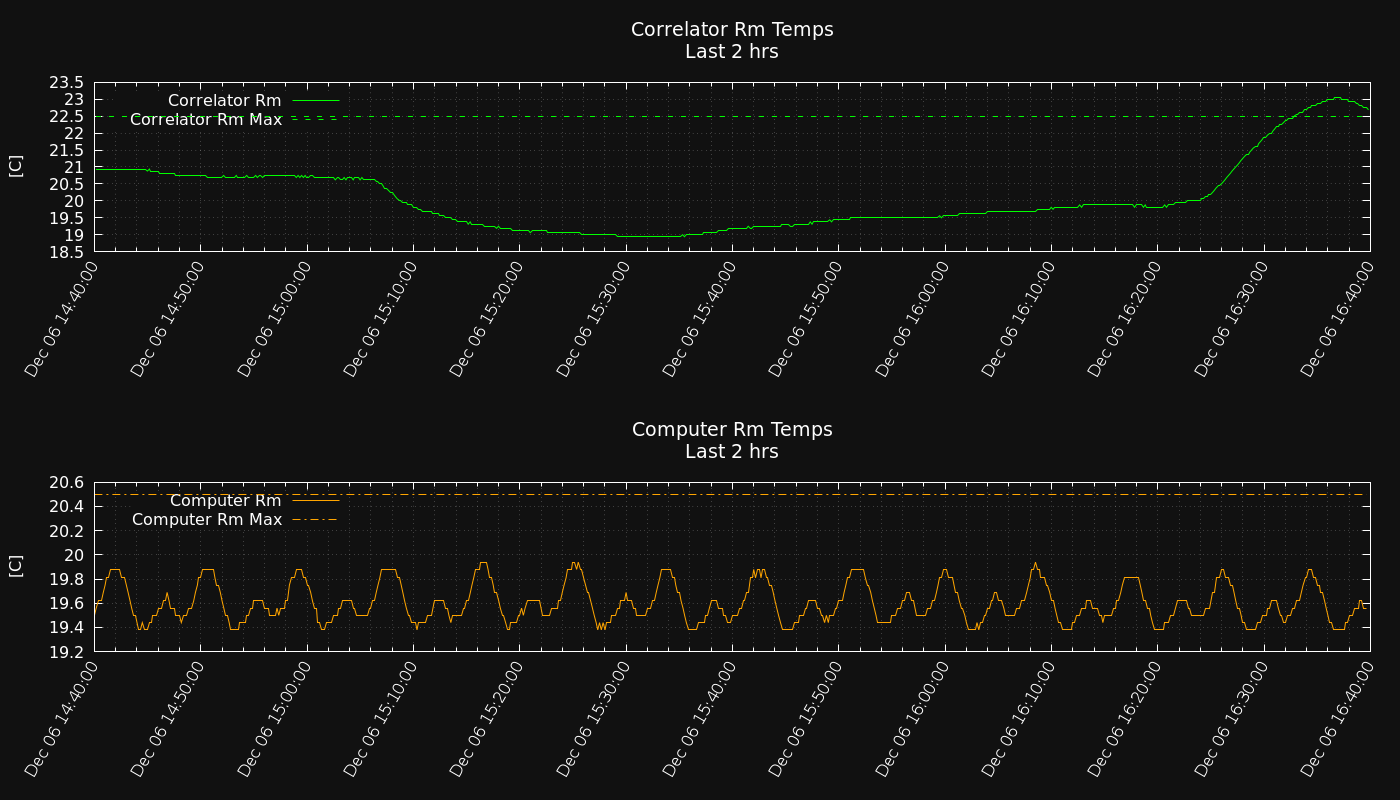 Correlator Rm Temps
Last 2 hrs
23.5
23
22.5
22
21.5
21
20.5
20
19.5
19
18.5
[C]
Correlator Rm
Correlator Rm Max
Dec 06 14:40:00
Dec 06 14:50:00
Dec 06 15:00:00
Dec 06 15:10:00
Dec 06 15:20:00
Dec 06 15:30:00
Dec 06 15:40:00
Dec 06 15:50:00
Dec 06 16:00:00
Dec 06 16:10:00
Dec 06 16:20:00
Dec 06 16:30:00
Dec 06 16:40:00
Computer Rm Temps
Last 2 hrs
20.6
20.4
20.2
20
19.8
19.6
19.4
19.2
[C]
Computer Rm
Computer Rm Max
Dec 06 14:40:00
Dec 06 14:50:00
Dec 06 15:00:00
Dec 06 15:10:00
Dec 06 15:20:00
Dec 06 15:30:00
Dec 06 15:40:00
Dec 06 15:50:00
Dec 06 16:00:00
Dec 06 16:10:00
Dec 06 16:20:00
Dec 06 16:30:00
Dec 06 16:40:00